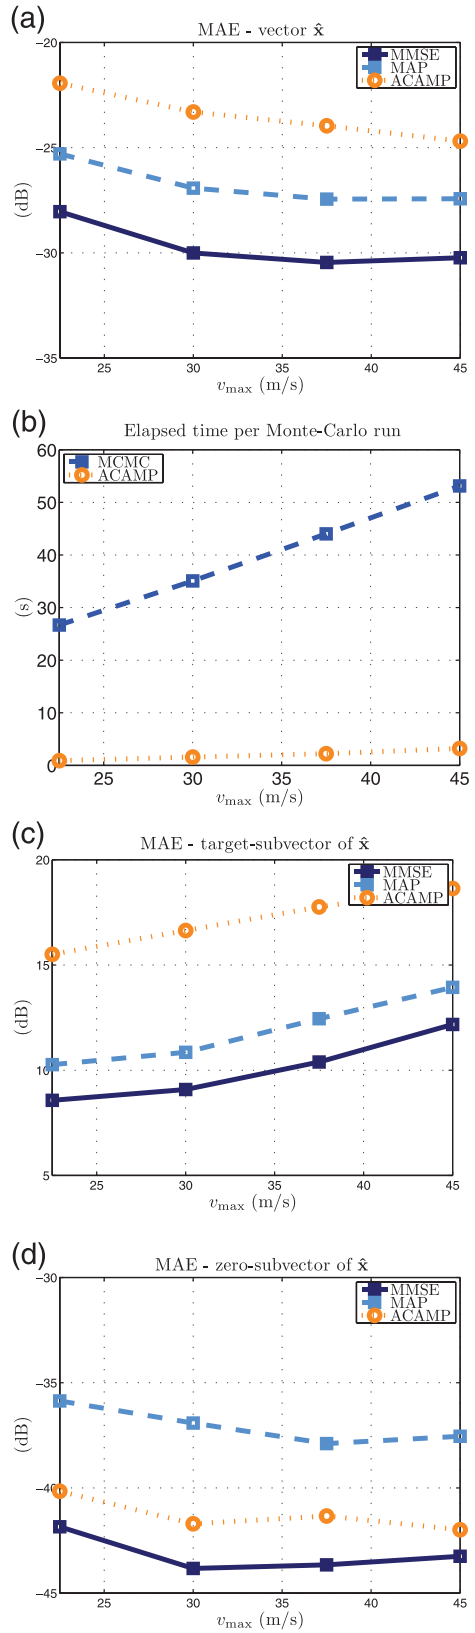 (a)
MAE - vector x̂
−20
MMSE
MAP
ACAMP
−25
(dB)
−30
−35
25 30 35 40 45
v_max (m/s)
(b)
Elapsed time per Monte-Carlo run
60
MCMC
ACAMP
50
40
(s)
30
20
10
0
25 30 35 40 45
v_max (m/s)
(c)
MAE - target-subvector of x̂
20
MMSE
MAP
ACAMP
15
(dB)
10
5
25 30 35 40 45
v_max (m/s)
(d)
MAE - zero-subvector of x̂
−30
MMSE
MAP
ACAMP
−35
(dB)
−40
−45
25 30 35 40 45
v_max (m/s)